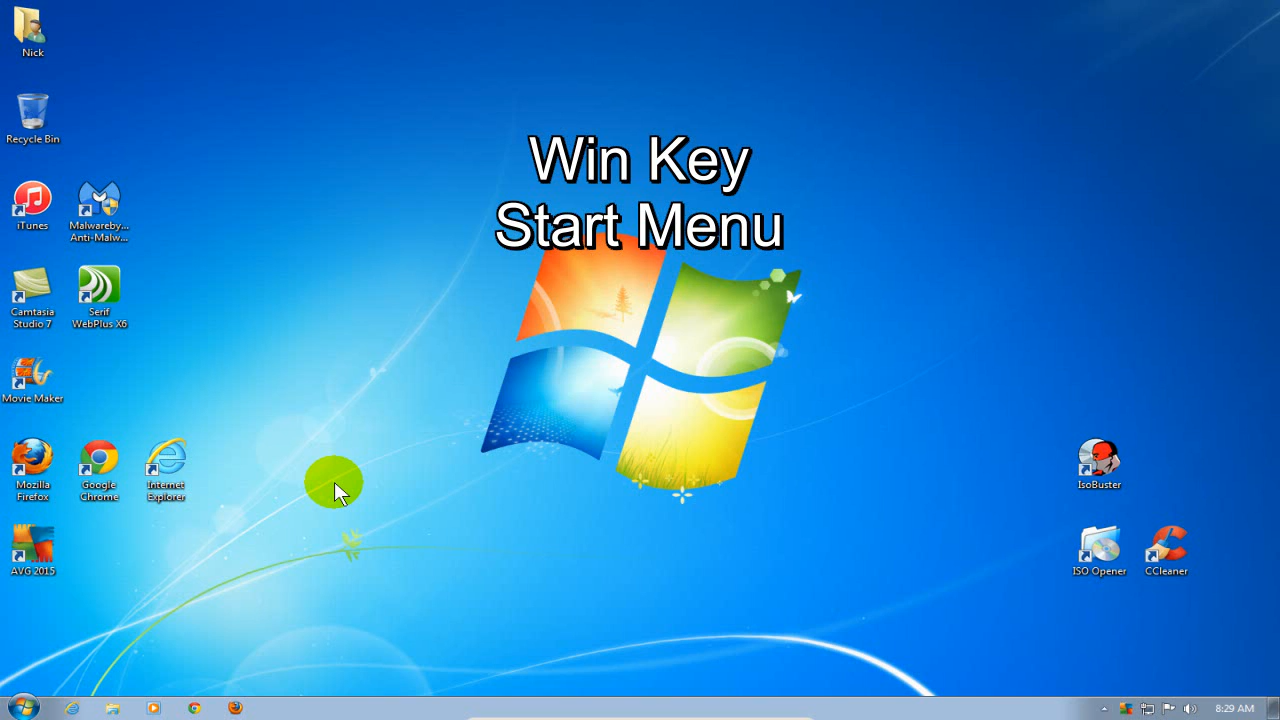 Nick
Win Key
Start Menu
Recycle Bin
iTunes
Malwareby...
Anti-Malw...
Camtasia
Studio 7
Serif
WebPlus X6
Movie Maker
Mozilla
Firefox
Google
Chrome
Internet
Explorer
IsoBuster
AVG 2015
ISO Opener
CCleaner
8:29 AM